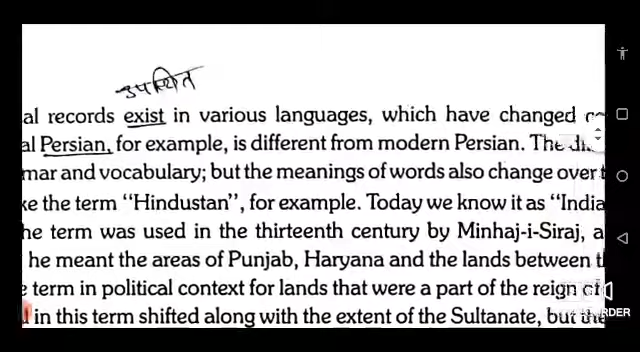 उपस्थित
al records exist in various languages, which have changed
al Persian, for example, is different from modern Persian. The
mar and vocabulary; but the meanings of words also change over
ke the term "Hindustan", for example. Today we know it as "India
he term was used in the thirteenth century by Minhaj-i-Siraj, a
he meant the areas of Punjab, Haryana and the lands between
e term in political context for lands that were a part of the reign of
in this term shifted along with the extent of the Sultanate, but the